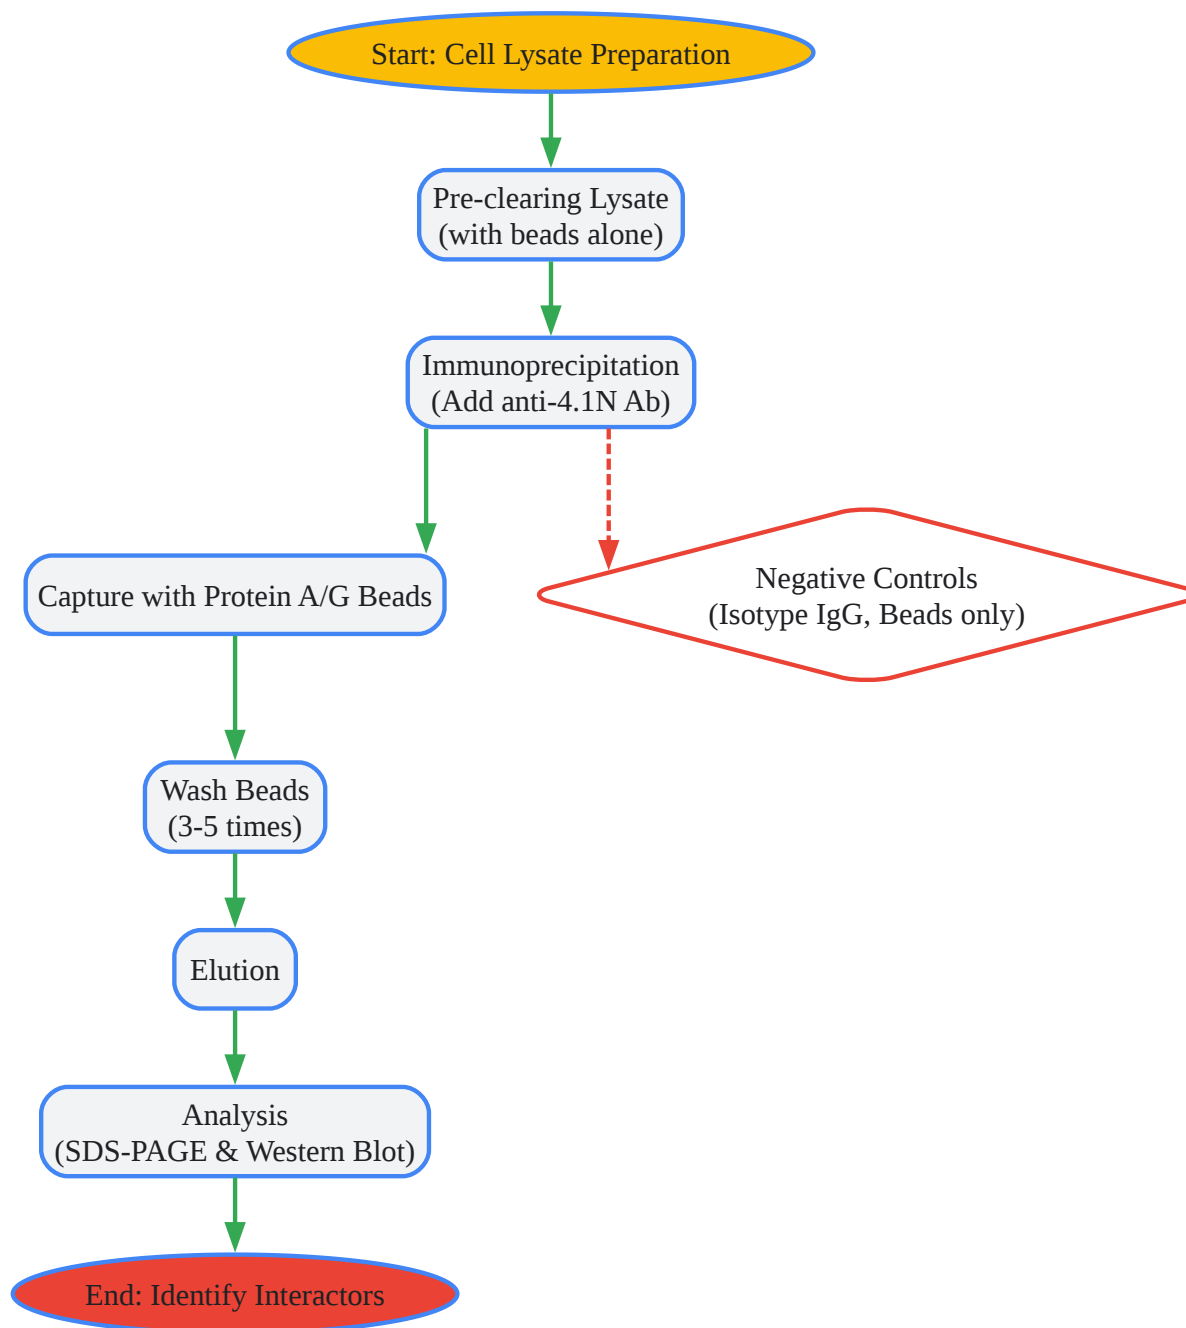 Start: Cell Lysate Preparation
Pre-clearing Lysate
(with beads alone)
Immunoprecipitation
(Add anti-4.1N Ab)
Capture with Protein A/G Beads
Negative Controls
(Isotype IgG, Beads only)
Wash Beads
(3-5 times)
Elution
Analysis
(SDS-PAGE & Western Blot)
End: Identify Interactors